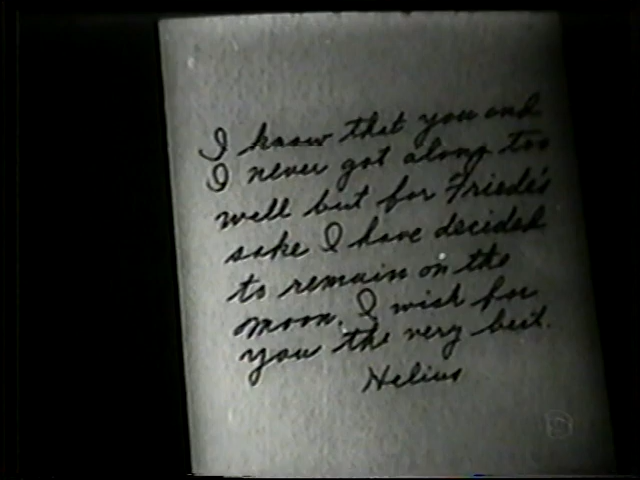 I know that you and
I never got along too
well but for Friede's
sake I have decided
to remain on the
moon. I wish for
you the very best.
Helius